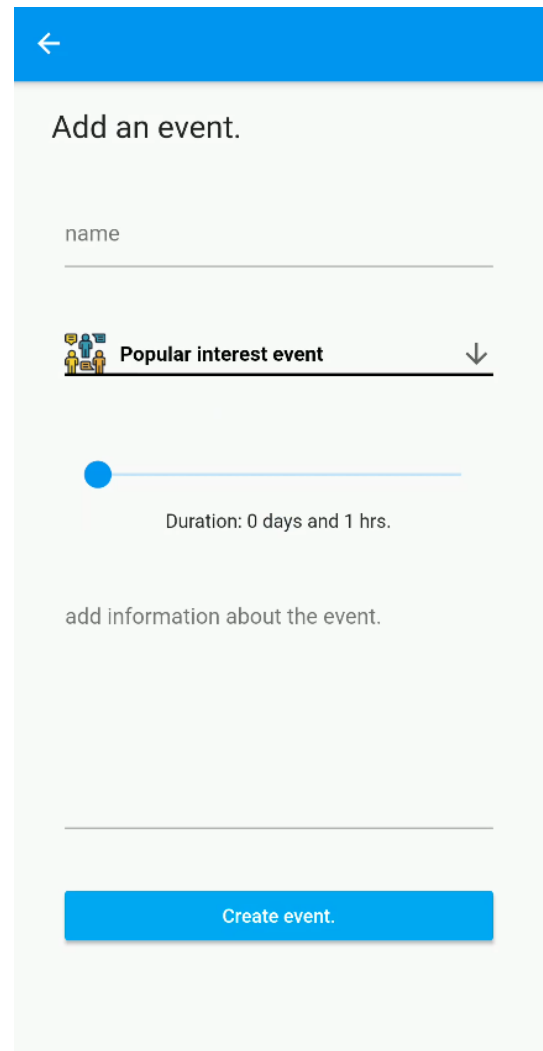 Add an event.
name
Popular interest event
Duration: 0 days and 1 hrs.
add information about the event.
Create event.